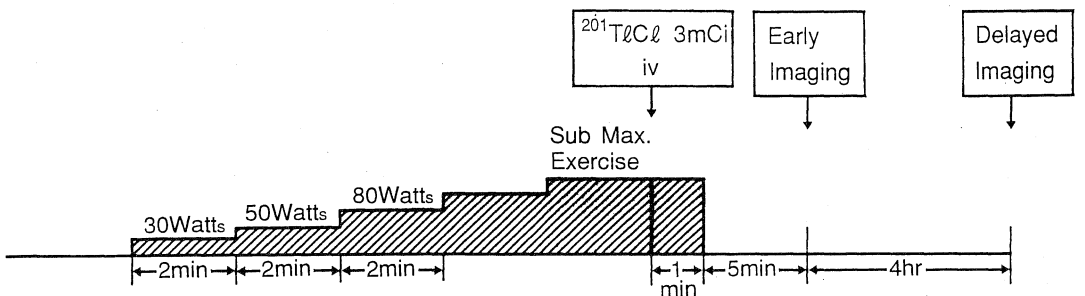 ²⁰¹TℓCℓ 3mCi
iv
Early
Imaging
Delayed
Imaging
Sub Max.
Exercise
30Watts
50Watts
80Watts
2min
2min
2min
1
min
5min
4hr